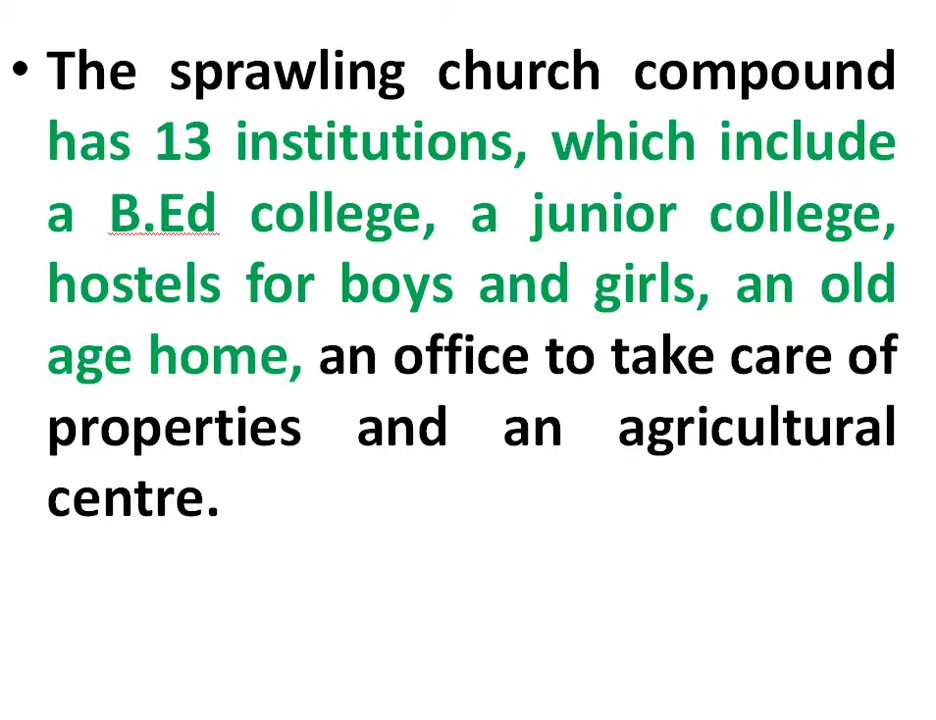 • The sprawling church compound
has 13 institutions, which include
a B.Ed college, a junior college,
hostels for boys and girls, an old
age home, an office to take care of
properties and an agricultural
centre.